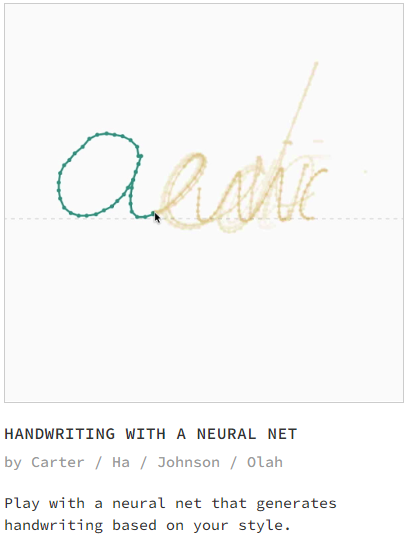 a
HANDWRITING WITH A NEURAL NET
by Carter / Ha / Johnson / Olah
Play with a neural net that generates
handwriting based on your style.